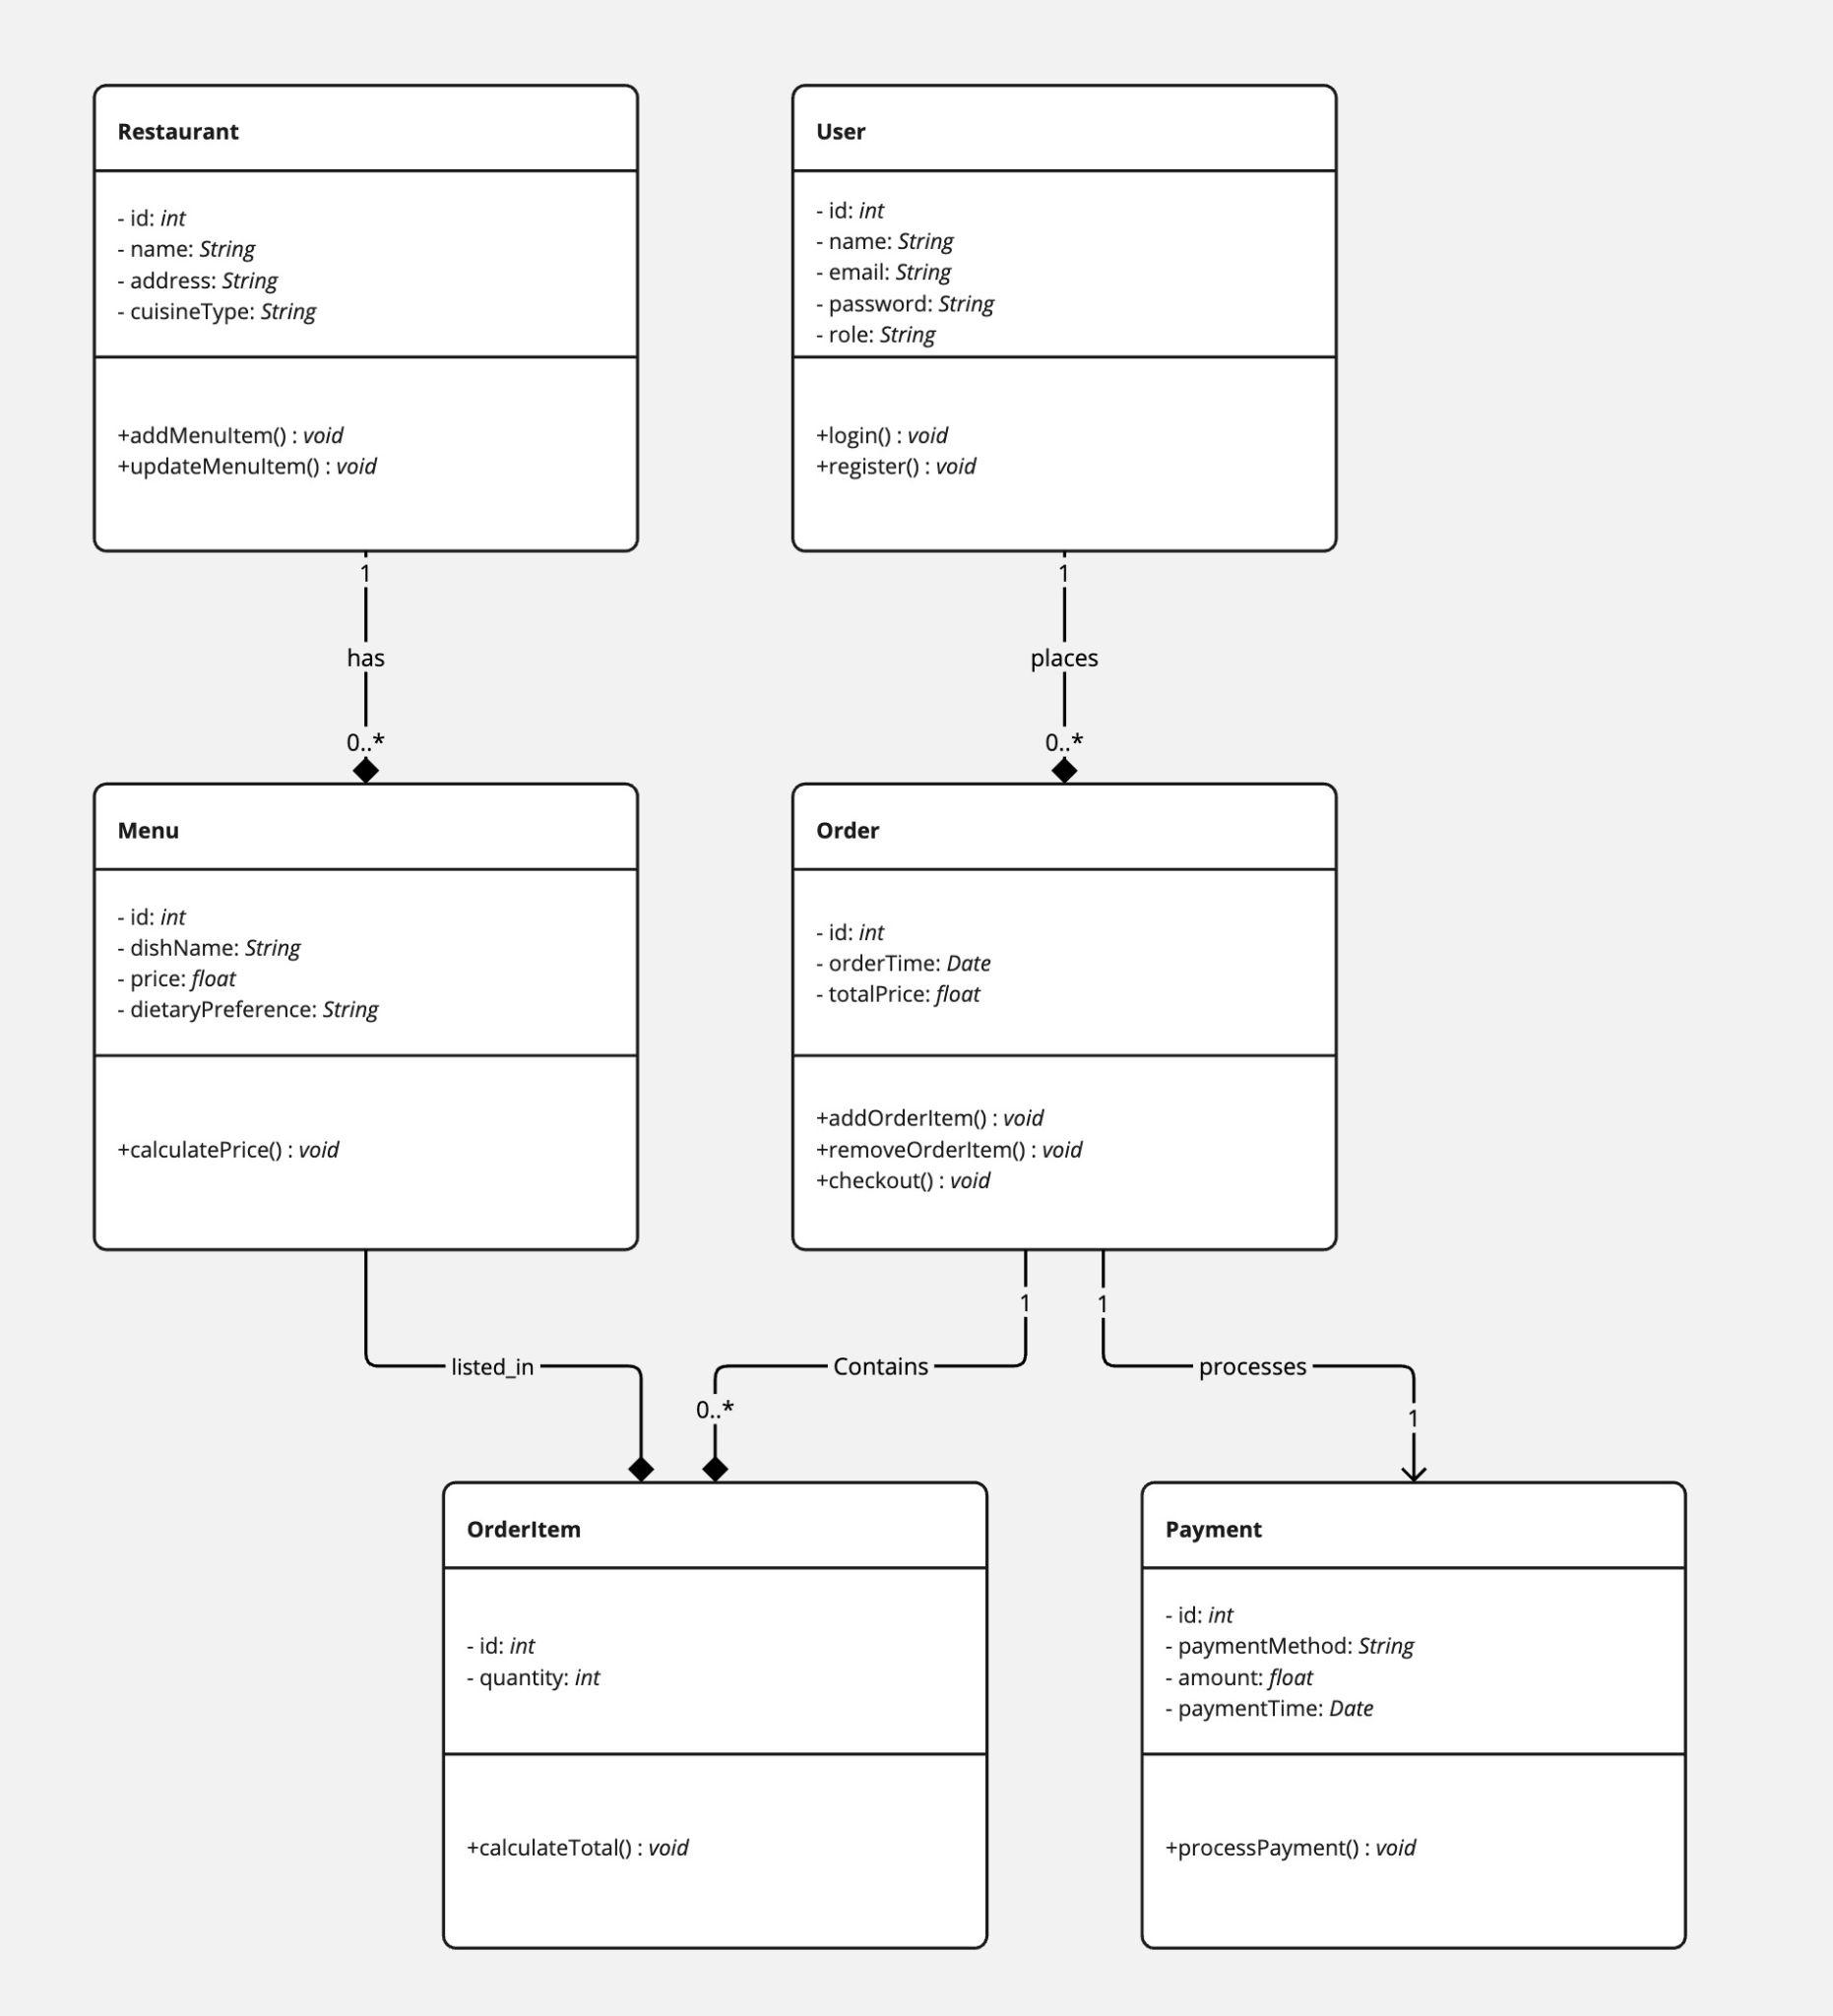 Restaurant
- id: int
- name: String
- address: String
- cuisineType: String
+addMenuItem() : void
+updateMenuItem() : void
User
- id: int
- name: String
- email: String
- password: String
- role: String
+login() : void
+register() : void
1
has
0..*
1
places
0..*
Menu
- id: int
- dishName: String
- price: float
- dietaryPreference: String
+calculatePrice() : void
Order
- id: int
- orderTime: Date
- totalPrice: float
+addOrderItem() : void
+removeOrderItem() : void
+checkout() : void
listed_in
1
Contains
0..*
1
processes
1
OrderItem
- id: int
- quantity: int
+calculateTotal() : void
Payment
- id: int
- paymentMethod: String
- amount: float
- paymentTime: Date
+processPayment() : void